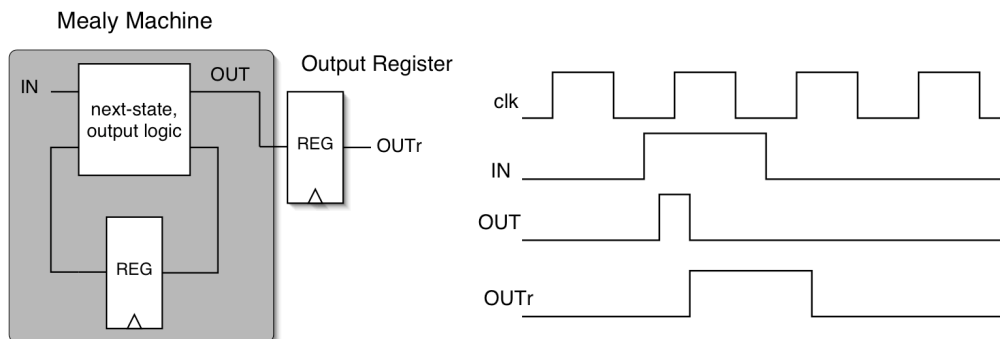 Mealy Machine
IN
OUT
next-state,
output logic
REG
Output Register
REG
OUTr
clk
IN
OUT
OUTr